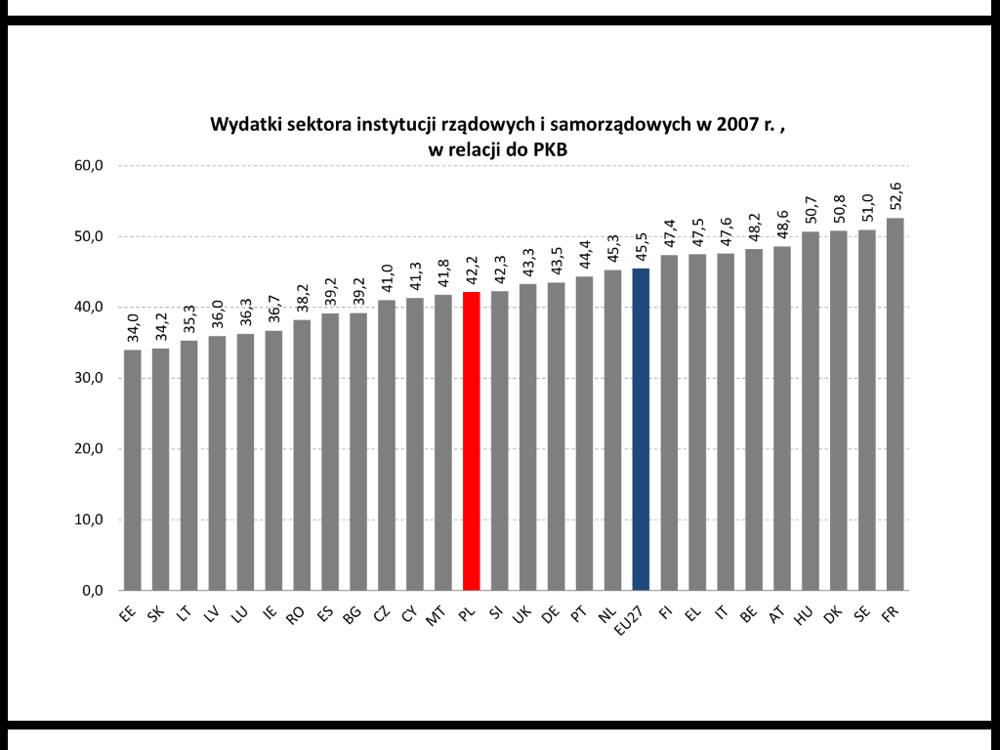 Wydatki sektora instytucji rządowych i samorządowych w 2007 r. ,
w relacji do PKB
60,0
50,0
40,0
30,0
20,0
10,0
0,0
34,0 34,2 35,3 36,0 36,3 36,7 38,2 39,2 39,2 41,0 41,3 41,8 42,2 42,3 43,3 43,5 44,4 45,3 45,5 47,4 47,5 47,6 48,2 48,6 50,7 50,8 51,0 52,6
EE SK LT LV LU IE RO ES BG CZ CY MT PL SI UK DE PT NL EU27 FI EL IT BE AT HU DK SE FR